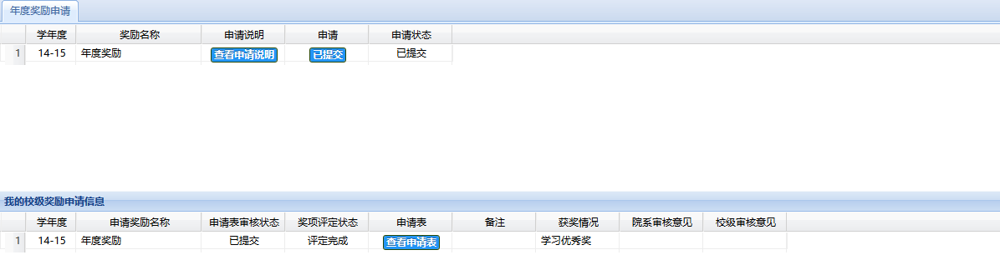 年度奖励申请
学年度 奖励名称 申请说明 申请 申请状态
1 14-15 年度奖励 查看申请说明 已提交 已提交
我的校级奖励申请信息
学年度 申请奖励名称 申请表审核状态 奖项评定状态 申请表 备注 获奖情况 院系审核意见 校级审核意见
1 14-15 年度奖励 已提交 评定完成 查看申请表 学习优秀奖